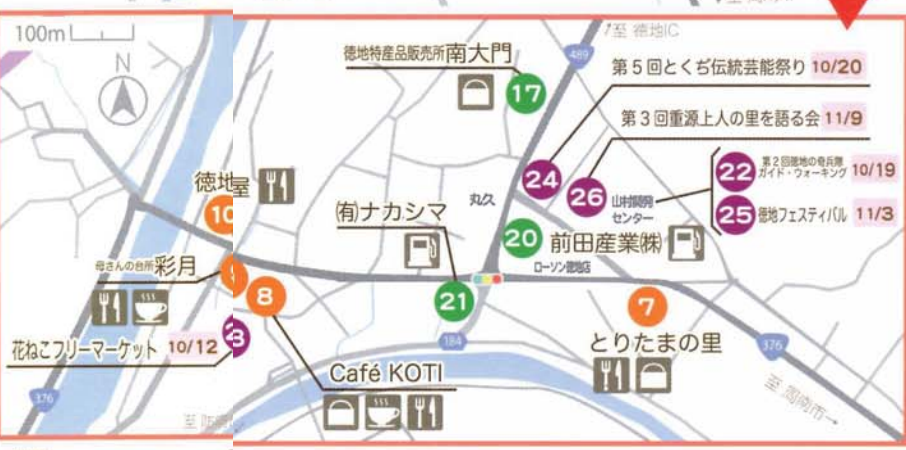 100m
N
至 徳地IC
489
徳地特産品販売所 南大門
17
第5回とくぢ伝統芸能祭り 10/20
第3回重源上人の里を語る会 11/9
24
26
山村開発
センター
22
第2回徳地の奇兵隊
ガイド・ウォーキング 10/19
25
徳地フェスティバル 11/3
徳地
屋
10
丸久
(有)ナカシマ
20
前田産業㈱
ローソン徳地店
母さんの台所 彩月
8
21
7
とりたまの里
花ねこフリーマーケット 10/12
184
376
Café KOTI
376
至 周南市→